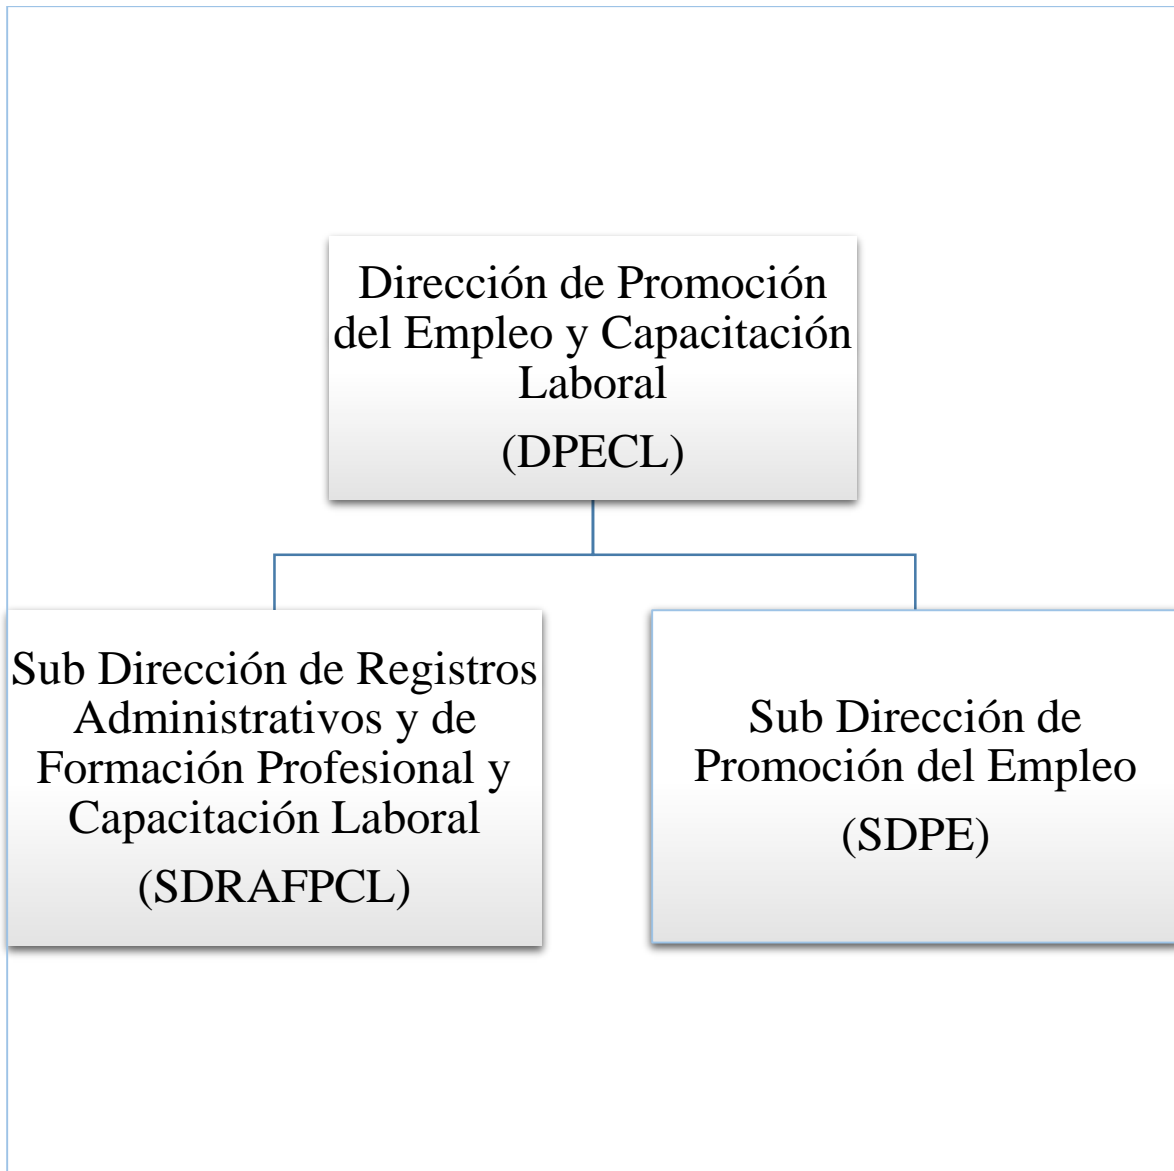 Dirección de Promoción
del Empleo y Capacitación
Laboral
(DPECL)
Sub Dirección de Registros
Administrativos y de
Formación Profesional y
Capacitación Laboral
(SDRAFPCL)
Sub Dirección de
Promoción del Empleo
(SDPE)